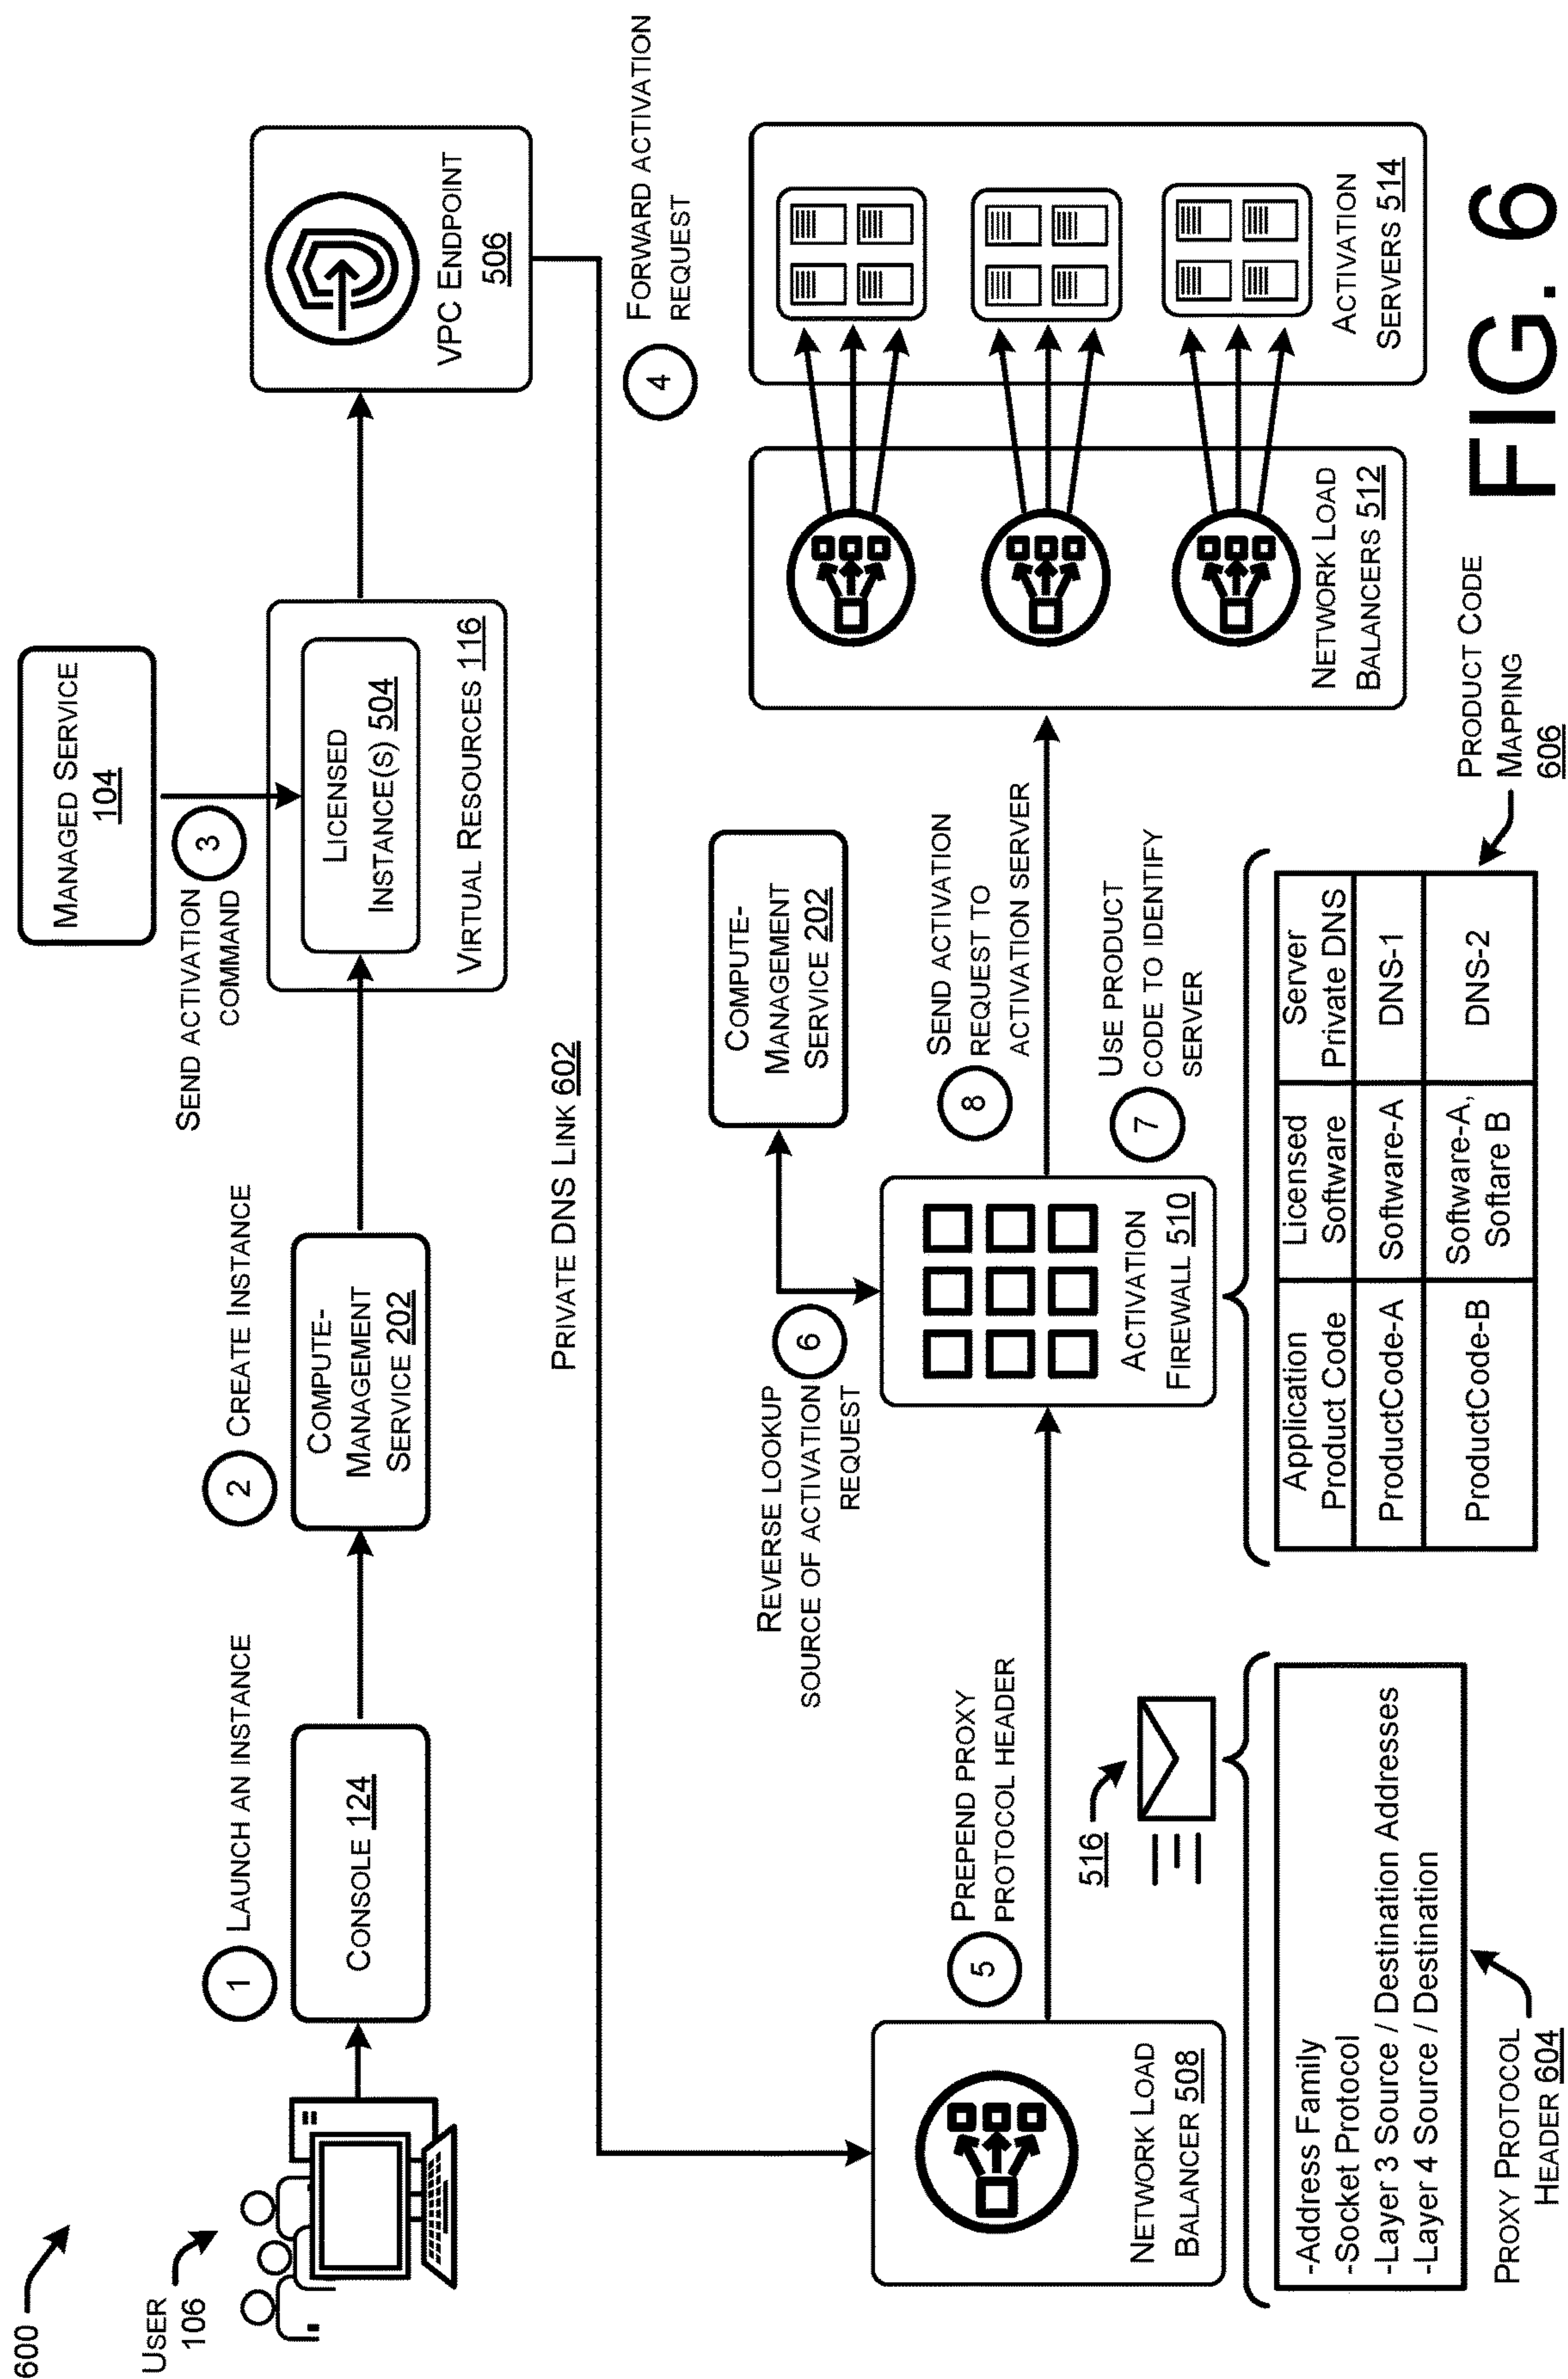 600
USER
106
1
LAUNCH AN INSTANCE
CONSOLE 124
2
CREATE INSTANCE
COMPUTE-
MANAGEMENT
SERVICE 202
MANAGED SERVICE
104
3
SEND ACTIVATION
COMMAND
LICENSED
INSTANCE(S) 504
VIRTUAL RESOURCES 116
VPC ENDPOINT
506
PRIVATE DNS LINK 602
4
FORWARD ACTIVATION
REQUEST
NETWORK LOAD
BALANCER 508
5
PREPEND PROXY
PROTOCOL HEADER
516
-Address Family
-Socket Protocol
-Layer 3 Source / Destination Addresses
-Layer 4 Source / Destination
PROXY PROTOCOL
HEADER 604
REVERSE LOOKUP
SOURCE OF ACTIVATION
REQUEST
6
COMPUTE-
MANAGEMENT
SERVICE 202
ACTIVATION
FIREWALL 510
8
SEND ACTIVATION
REQUEST TO
ACTIVATION SERVER
7
USE PRODUCT
CODE TO IDENTIFY
SERVER
Application
Product Code
Licensed
Software
Server
Private DNS
ProductCode-A
Software-A
DNS-1
ProductCode-B
Software-A,
Softare B
DNS-2
PRODUCT CODE
MAPPING
606
NETWORK LOAD
BALANCERS 512
ACTIVATION
SERVERS 514
FIG. 6